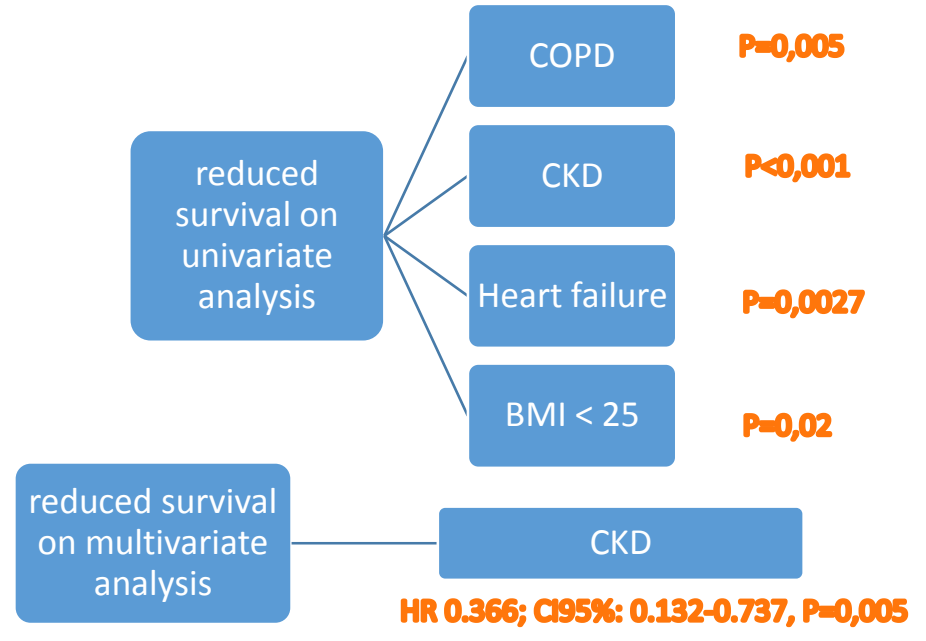 reduced
survival on
univariate
analysis
COPD
P=0,005
CKD
P<0,001
Heart failure
P=0,0027
BMI < 25
P=0,02
reduced survival
on multivariate
analysis
CKD
HR 0.366; CI95%: 0.132-0.737, P=0,005